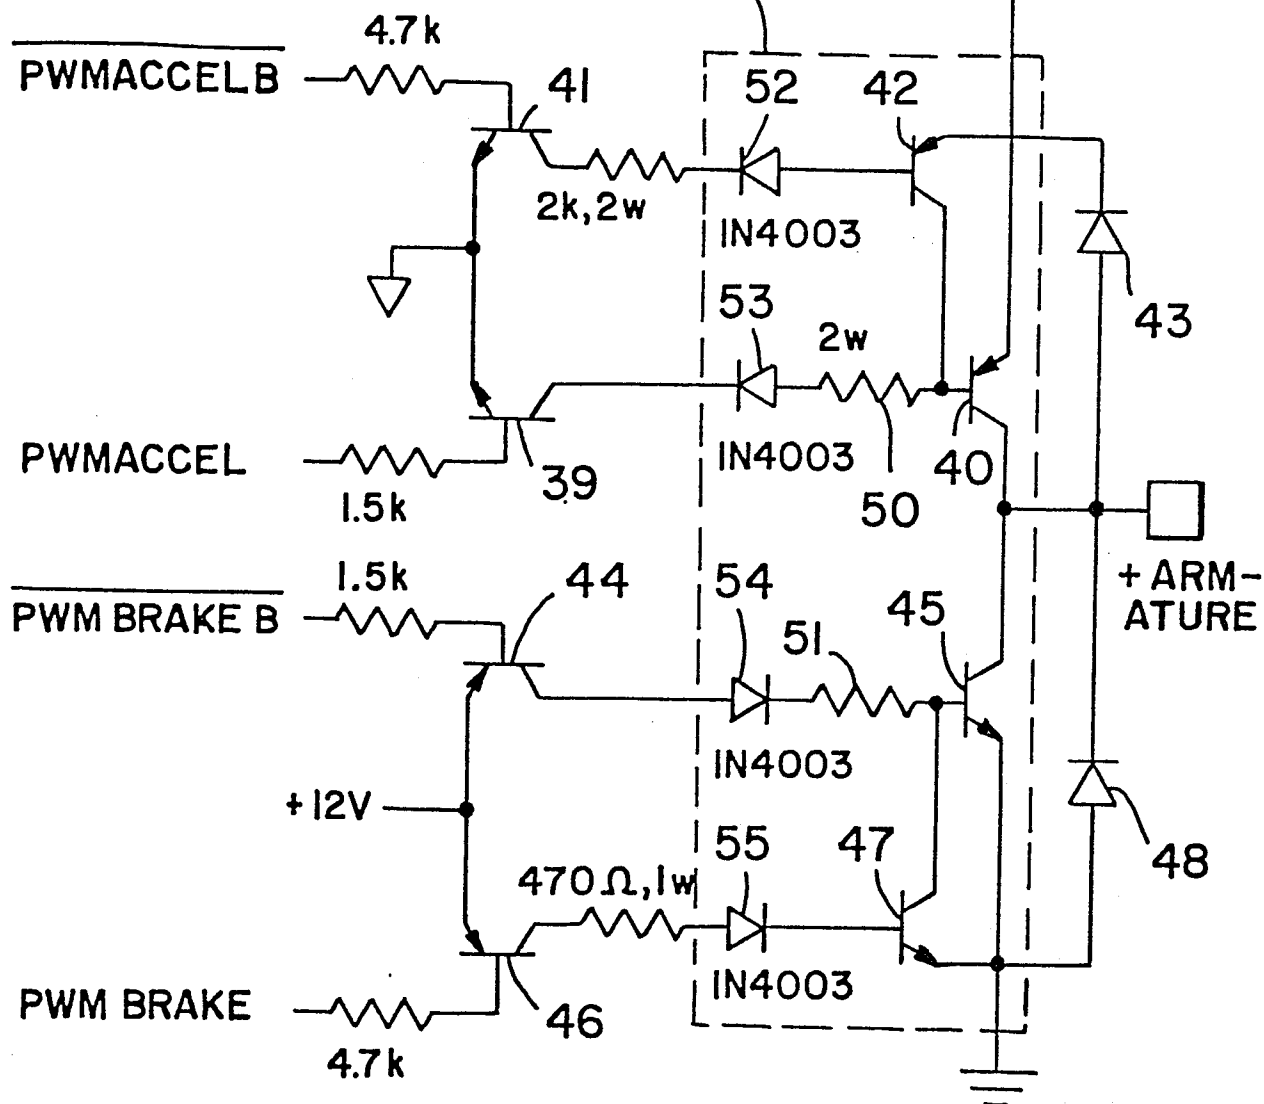 4.7k
PWMACCEL B
41
52
42
2k, 2w
IN4003
53
2w
43
PWMACCEL
1.5k
39
IN4003
50
40
+ ARM-
ATURE
1.5k
44
54
45
PWM BRAKE B
51
IN4003
+12V
55
47
48
470Ω, 1w
IN4003
PWM BRAKE
46
4.7k